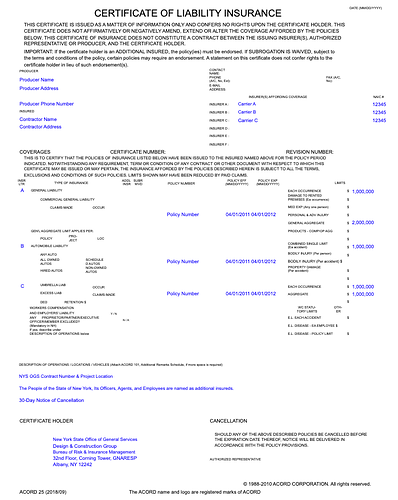 CERTIFICATE OF LIABILITY INSURANCE
DATE (MM/DD/YYYY)
THIS CERTIFICATE IS ISSUED AS A MATTER OF INFORMATION ONLY AND CONFERS NO RIGHTS UPON THE CERTIFICATE HOLDER. THIS
CERTIFICATE DOES NOT AFFIRMATIVELY OR NEGATIVELY AMEND, EXTEND OR ALTER THE COVERAGE AFFORDED BY THE POLICIES
BELOW. THIS CERTIFICATE OF INSURANCE DOES NOT CONSTITUTE A CONTRACT BETWEEN THE ISSUING INSURER(S), AUTHORIZED
REPRESENTATIVE OR PRODUCER, AND THE CERTIFICATE HOLDER.
IMPORTANT: If the certificate holder is an ADDITIONAL INSURED, the policy(ies) must be endorsed. If SUBROGATION IS WAIVED, subject to
the terms and conditions of the policy, certain policies may require an endorsement. A statement on this certificate does not confer rights to the
certificate holder in lieu of such endorsement(s).
PRODUCER
Producer Name
Producer Address
Producer Phone Number
CONTACT
NAME:
PHONE
(A/C, No, Ext):
FAX (A/C,
No):
E-MAIL
ADDRESS
INSURER(S) AFFORDING COVERAGE
NAIC #
INSURED
Contractor Name
Contractor Address
INSURER A : Carrier A 12345
INSURER B : Carrier B 12345
INSURER C : Carrier C 12345
INSURER D :
INSURER E :
INSURER F :
COVERAGES CERTIFICATE NUMBER: REVISION NUMBER:
THIS IS TO CERTIFY THAT THE POLICIES OF INSURANCE LISTED BELOW HAVE BEEN ISSUED TO THE INSURED NAMED ABOVE FOR THE POLICY PERIOD
INDICATED. NOTWITHSTANDING ANY REQUIREMENT, TERM OR CONDITION OF ANY CONTRACT OR OTHER DOCUMENT WITH RESPECT TO WHICH THIS
CERTIFICATE MAY BE ISSUED OR MAY PERTAIN, THE INSURANCE AFFORDED BY THE POLICIES DESCRIBED HEREIN IS SUBJECT TO ALL THE TERMS,
EXCLUSIONS AND CONDITIONS OF SUCH POLICIES. LIMITS SHOWN MAY HAVE BEEN REDUCED BY PAID CLAIMS.
INSR
LTR
TYPE OF INSURANCE
ADDL
INSR
SUBR
WVD
POLICY NUMBER
POLICY EFF
(MM/DD/YYYY)
POLICY EXP
(MM/DD/YYYY)
LIMITS
A GENERAL LIABILITY
COMMERCIAL GENERAL LIABILITY
CLAIMS MADE OCCUR
GEN'L AGGREGATE LIMIT APPLIES PER:
POLICY PRO-
JECT LOC
Policy Number 04/01/2011 04/01/2012
EACH OCCURRENCE $ 1,000,000
DAMAGE TO RENTED
PREMISES (Ea occurrence) $
MED EXP (Any one person) $
PERSONAL & ADV INJURY $
GENERAL AGGREGATE $ 2,000,000
PRODUCTS - COMP/OP AGG $
B AUTOMOBILE LIABILITY
ANY AUTO
ALL OWNED
AUTOS
SCHEDULE
D AUTOS
HIRED AUTOS
NON-OWNED
AUTOS
Policy Number 04/01/2011 04/01/2012
COMBINED SINGLE LIMIT
(Ea accident) $ 1,000,000
BODILY INJURY (Per person) $
BODILY INJURY (Per accident) $
PROPERTY DAMAGE
(Per accident) $
C UMBRELLA LIAB OCCUR
EXCESS LIAB CLAIMS-MADE
DED RETENTION $
Policy Number 04/01/2011 04/01/2012
EACH OCCURRENCE $ 1,000,000
AGGREGATE $ 1,000,000
WORKERS COMPENSATION
AND EMPLOYERS' LIABILITY Y / N
ANY PROPRIETOR/PARTNER/EXECUTIVE
OFFICER/MEMBER EXCLUDED?
(Mandatory in NH)
If yes, describe under
DESCRIPTION OF OPERATIONS below
N / A
WC STATU-
TORY LIMITS
OTH-
ER
E.L. EACH ACCIDENT $
E.L. DISEASE - EA EMPLOYEE $
E.L. DISEASE - POLICY LIMIT $
DESCRIPTION OF OPERATIONS / LOCATIONS / VEHICLES (Attach ACORD 101, Additional Remarks Schedule, if more space is required)
NYS OGS Contract Number & Project Location
The People of the State of New York, its Officers, Agents, and Employees are named as additional insureds.
30-Day Notice of Cancellation
CERTIFICATE HOLDER
New York State Office of General Services
Design & Construction Group
Bureau of Risk & Insurance Management
32nd Floor, Corning Tower, GNARESP
Albany, NY 12242
CANCELLATION
SHOULD ANY OF THE ABOVE DESCRIBED POLICIES BE CANCELLED BEFORE
THE EXPIRATION DATE THEREOF, NOTICE WILL BE DELIVERED IN
ACCORDANCE WITH THE POLICY PROVISIONS.
AUTHORIZED REPRESENTATIVE
© 1988-2010 ACORD CORPORATION. All rights reserved.
ACORD 25 (2018/09) The ACORD name and logo are registered marks of ACORD